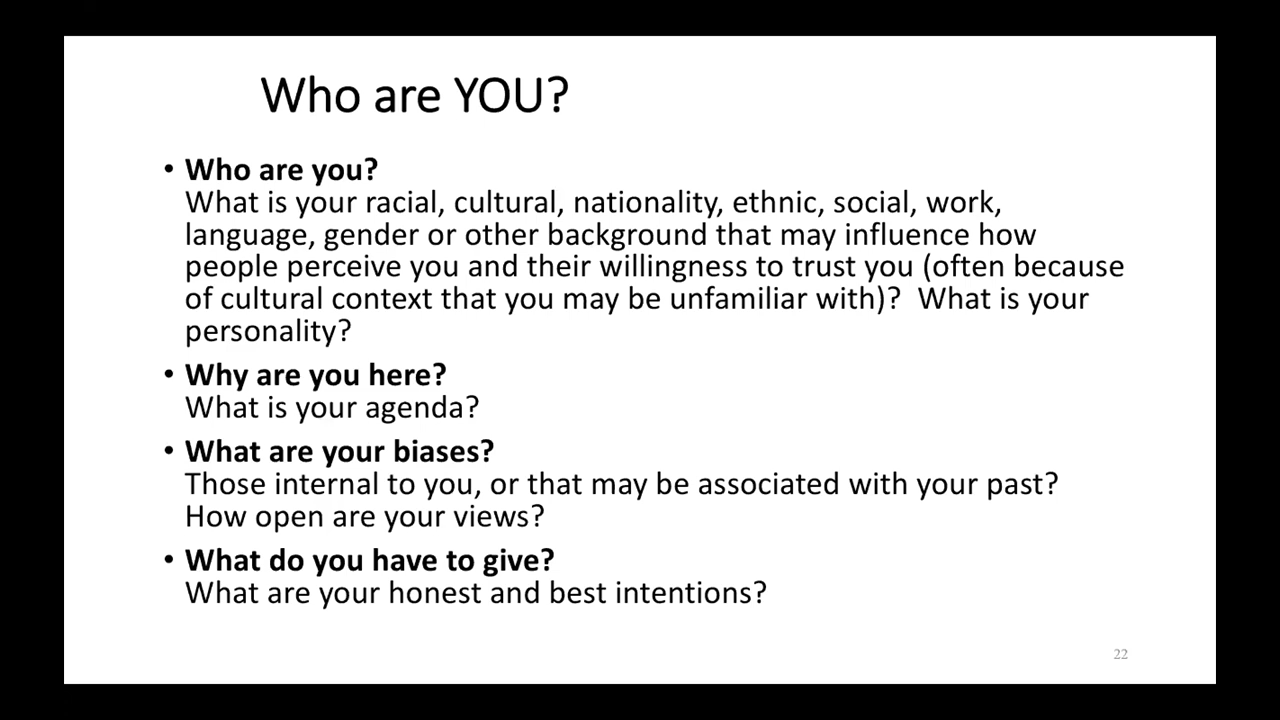 Who are YOU?
• Who are you?
What is your racial, cultural, nationality, ethnic, social, work,
language, gender or other background that may influence how
people perceive you and their willingness to trust you (often because
of cultural context that you may be unfamiliar with)?  What is your
personality?
• Why are you here?
What is your agenda?
• What are your biases?
Those internal to you, or that may be associated with your past?
How open are your views?
• What do you have to give?
What are your honest and best intentions?
22